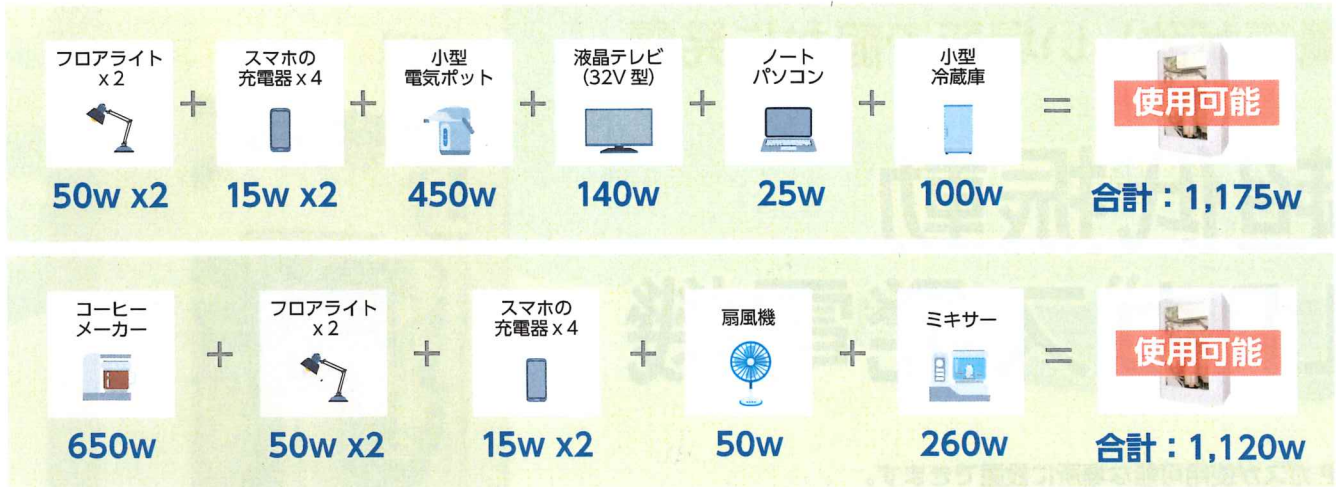 フロアライト
x 2
スマホの
充電器 x 4
小型
電気ポット
液晶テレビ
(32V 型)
ノート
パソコン
小型
冷蔵庫
+ + + + + =
使用可能
50w x2
15w x2
450w
140w
25w
100w
合計：1,175w
コーヒー
メーカー
フロアライト
x 2
スマホの
充電器 x 4
扇風機
ミキサー
+ + + + =
使用可能
650w
50w x2
15w x2
50w
260w
合計：1,120w